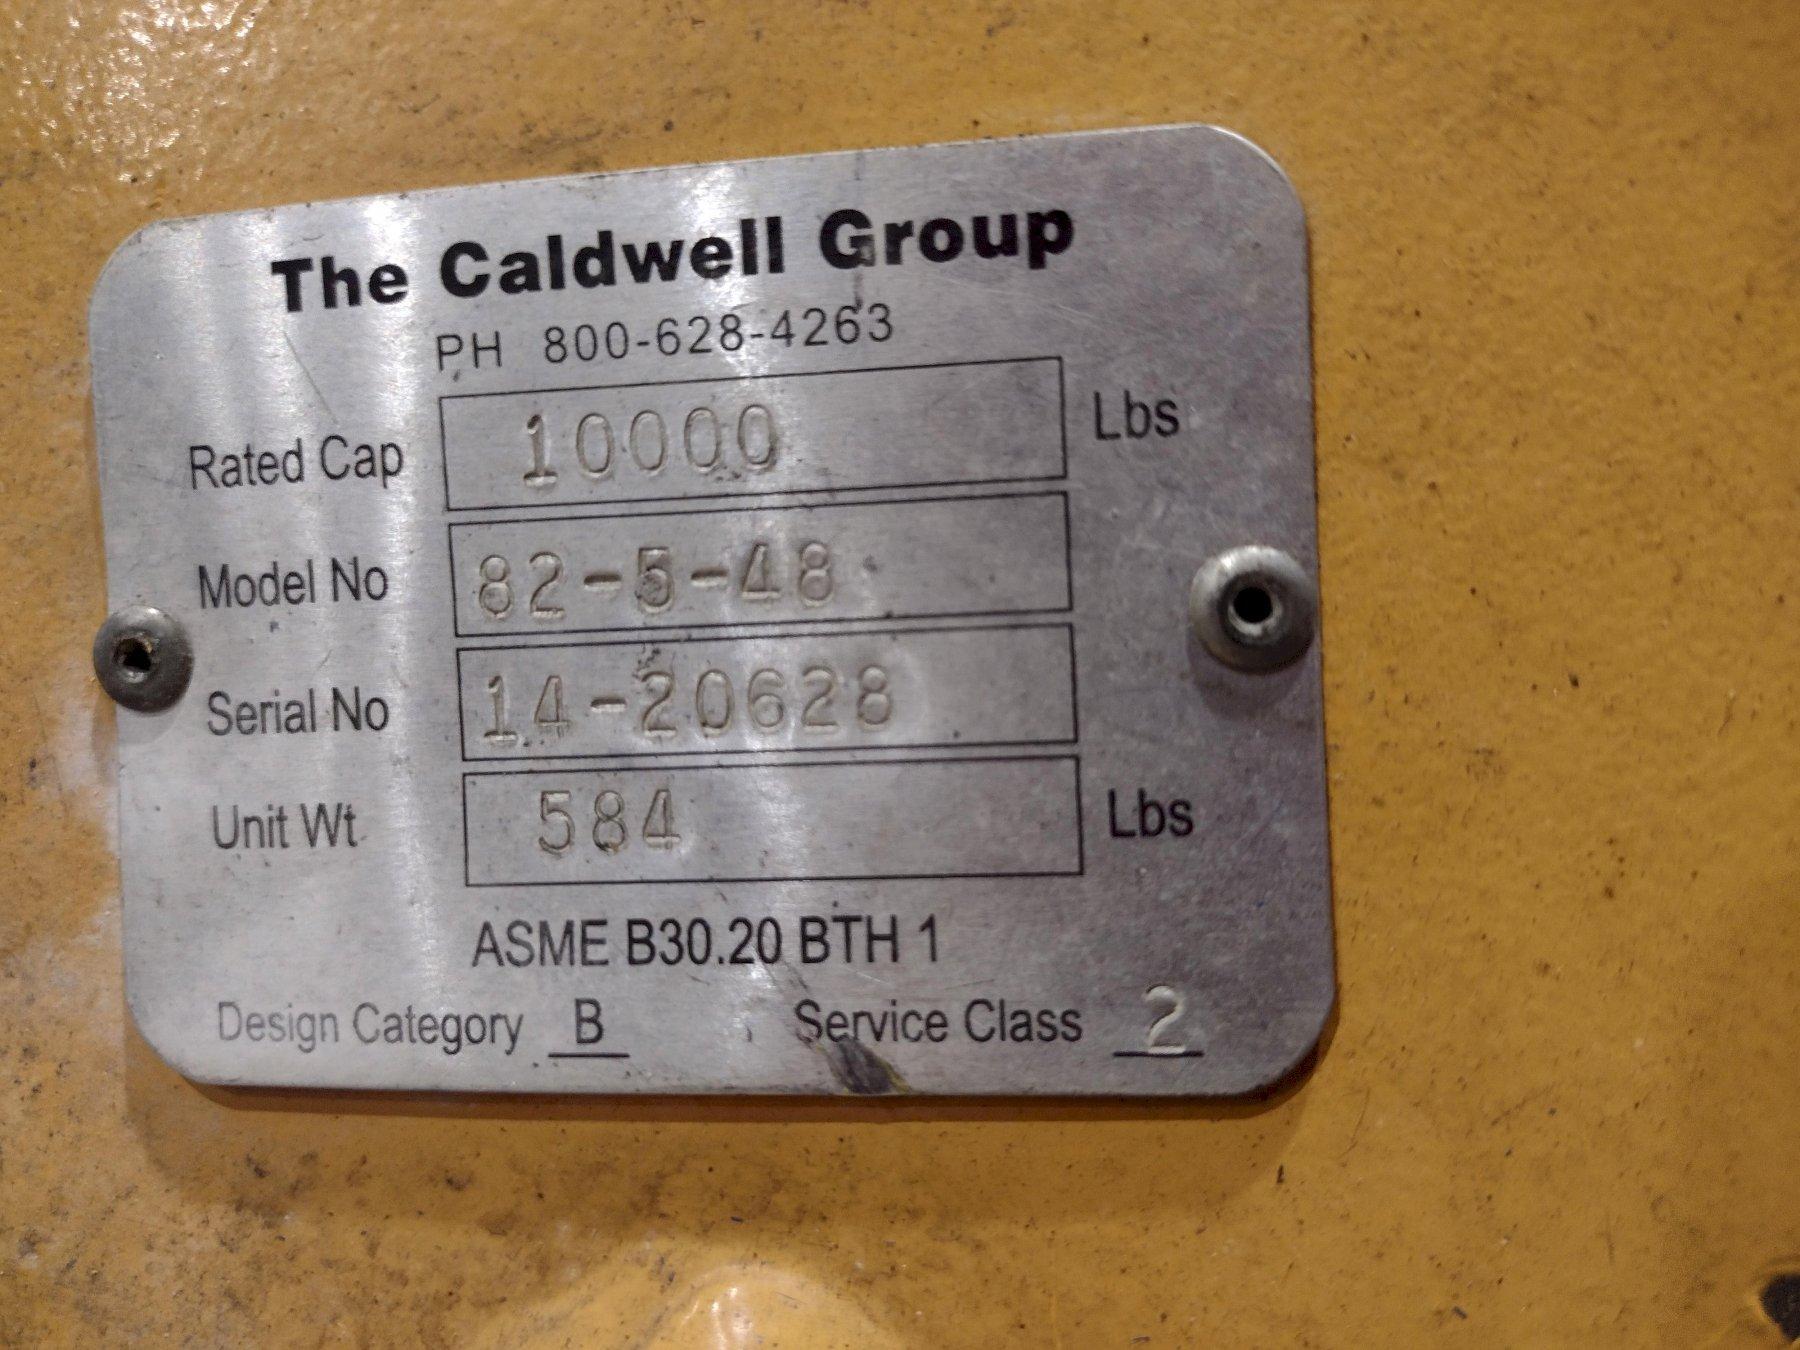 The Caldwell Group
PH 800-628-4263
Rated Cap 10000 Lbs
Model No 82-5-48
Serial No 14-20628
Unit Wt 584 Lbs
ASME B30.20 BTH 1
Design Category B Service Class 2